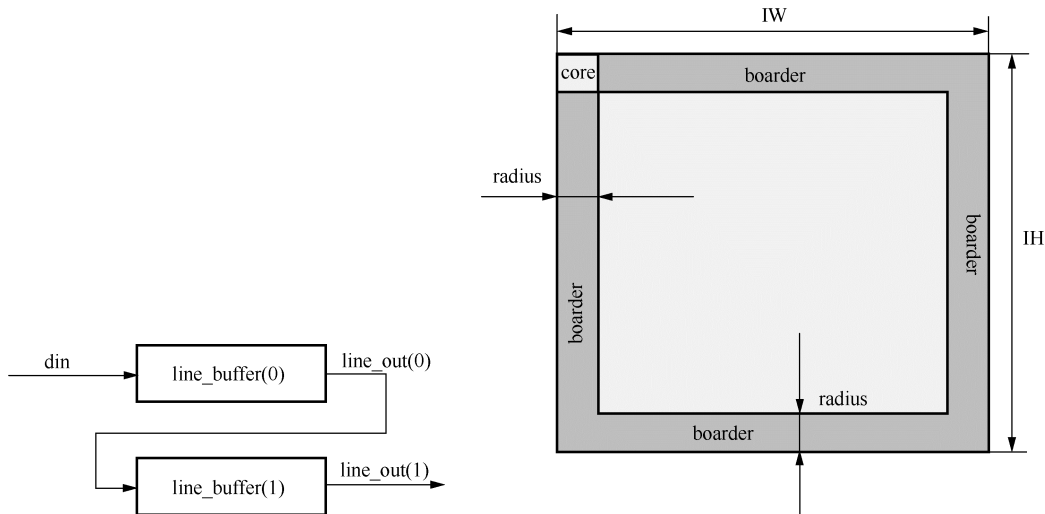 din
line_buffer(0)
line_out(0)
line_buffer(1)
line_out(1)
IW
core
boarder
radius
boarder
boarder
IH
radius
boarder